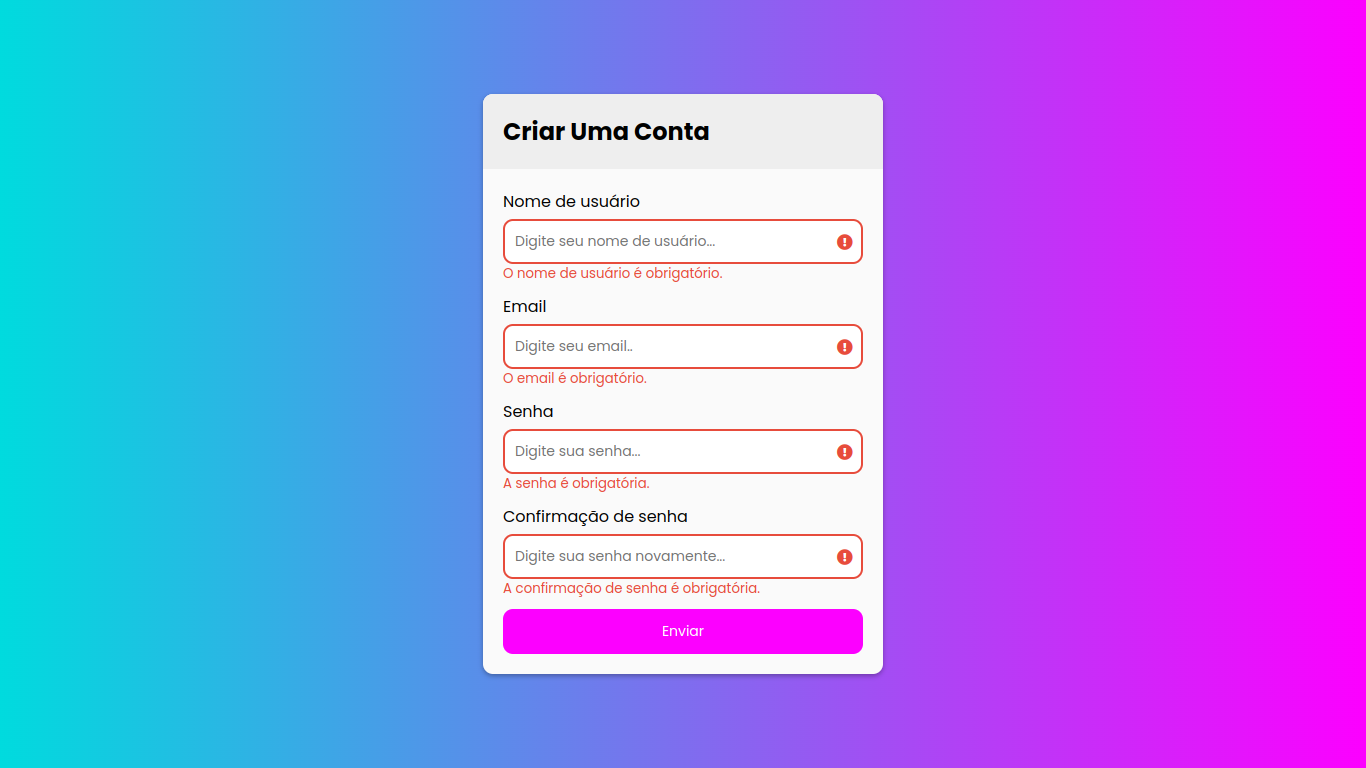 Criar Uma Conta
Nome de usuário
Digite seu nome de usuário...
O nome de usuário é obrigatório.
Email
Digite seu email..
O email é obrigatório.
Senha
Digite sua senha...
A senha é obrigatória.
Confirmação de senha
Digite sua senha novamente...
A confirmação de senha é obrigatória.
Enviar